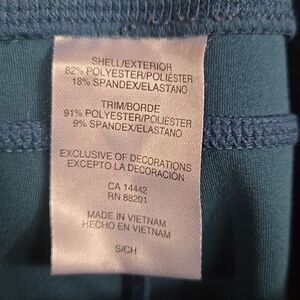 SHELL/EXTERIOR
82% POLYESTER/POLIÉSTER
18% SPANDEX/ELASTANO
TRIM/BORDE
91% POLYESTER/POLIESTER
9% SPANDEX/ELASTANO
EXCLUSIVE OF DECORATIONS
EXCEPTO LA DECORACIÓN
CA 14442
RN 88201
MADE IN VIETNAM
HECHO EN VIETNAM
S/CH